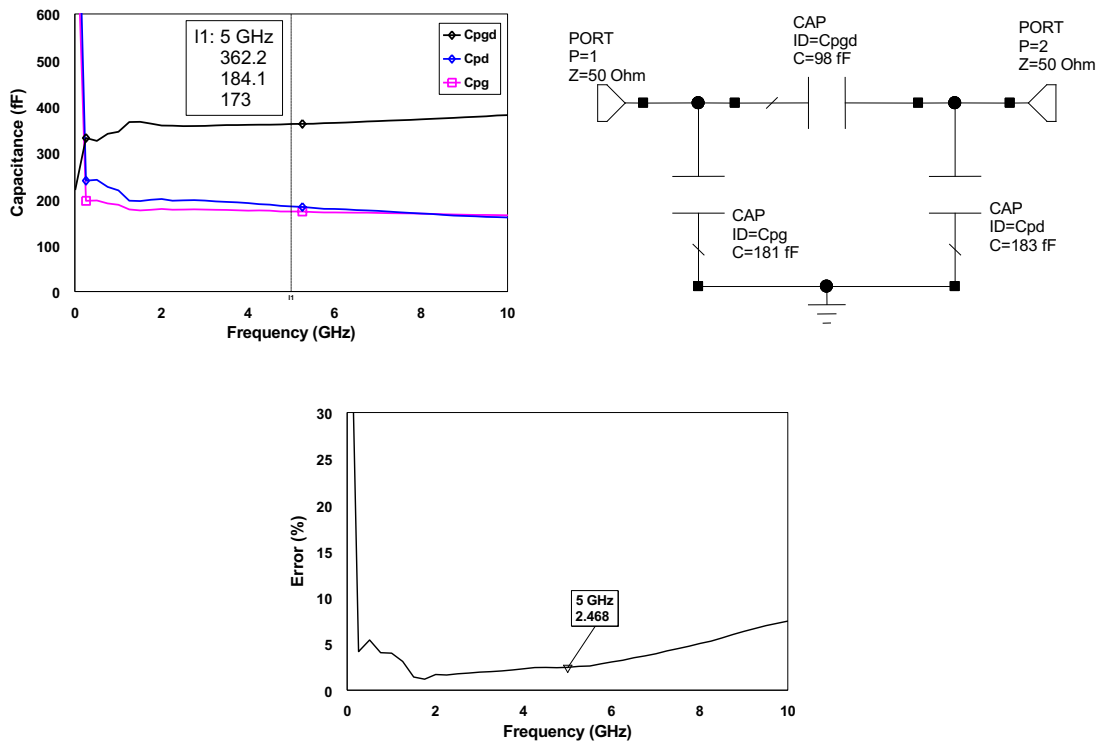 600
500
400
300
200
100
0
Capacitance (fF)
I1: 5 GHz
362.2
184.1
173
Cpgd
Cpd
Cpg
I1
0
2
4
6
8
10
Frequency (GHz)
PORT
P=1
Z=50 Ohm
CAP
ID=Cpgd
C=98 fF
PORT
P=2
Z=50 Ohm
CAP
ID=Cpg
C=181 fF
CAP
ID=Cpd
C=183 fF
30
25
20
15
10
5
0
Error (%)
5 GHz
2.468
0
2
4
6
8
10
Frequency (GHz)